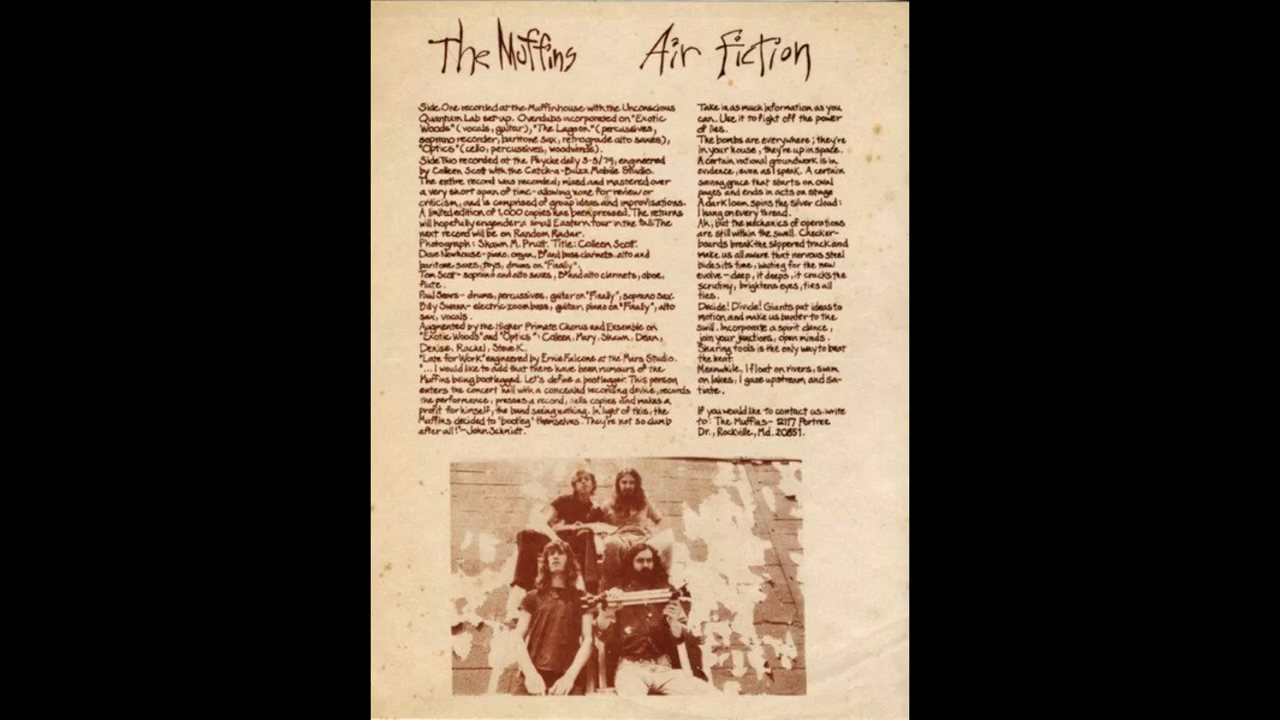 The Muffins Air Fiction
Side One recorded at the Muffinhouse with the Unconscious
Quantum Lab set-up. Overdubs incorporated on "Exotic
Woods" (vocals, guitar), "The Lagoon" (percussives,
soprano recorder, baritone sax, retrograde alto saxes),
"Optics" (cello, percussives, woodwinds).
Side Two recorded at the Psyche delly 3-5/79, engineered
by Colleen Scott with the Catch-a-Buzz Mobile Studio.
The entire record was recorded, mixed and mastered over
a very short span of time- allowing none for review or
criticism, and is comprised of group ideas and improvisations.
A limited edition of 1,000 copies has been pressed. The returns
will hopefully engender a small Eastern tour in the fall. The
next record will be on Random Radar.
Photograph: Shawn M. Pruit. Title: Colleen Scott.
Dave Newhouse- piano, organ, Bb and bass clarinets, alto and
baritone saxes, toys, drums on "Finally".
Tom Scott- soprano and alto saxes, Bb and alto clarinets, oboe,
flute.
Paul Sears- drums, percussives, guitar on "Finally", soprano sax.
Billy Swann- electric zoom bass, guitar, piano on "Finally", alto
sax, vocals.
Augmented by the Higher Primate Chorus and Ensemble on
"Exotic Woods" and "Optics": Colleen, Mary, Shawn, Dean,
Denise, Rachel, Steve K.
"Late for Work" engineered by Ernie Falcone at the Mars Studio.
"...I would like to add that there have been rumours of the
Muffins being bootlegged. Let's define a bootlegger: This person
enters the concert hall with a concealed recording device, records
the performance, presses a record, sells copies and makes a
profit for himself, the band seeing nothing. In light of this, the
Muffins decided to 'bootleg' themselves. They're not so dumb
after all!"-John Schmidt.
Take in as much information as you
can. Use it to fight off the power
of lies.
The bombs are everywhere; they're
in your house, they're up in space.
A certain rational groundwork is in
evidence, even as I speak. A certain
saving grace that starts on oval
pages and ends in acts on stage
A dark loom spins the silver cloud:
I hang on every thread.
Ah, but the mechanics of operations
are still within the swell. Checker-
boards break the slippered track and
make us all aware that nervous steel
bides its time, waiting for the new
evolve - deep, it deeps, it cracks the
scrutiny, brightens eyes, ties all
ties.
Decide! Divide! Giants put ideas to
motion and make us barter to the
swill. Incorporate a spirit dance,
join your junctions, open minds.
Sharing tools is the only way to beat
the heat.
Meanwhile, I float on rivers, swim
on lakes, I gaze upstream, and sa-
tiate.
If you would like to contact us: write
to: The Muffins- 12117 Portree
Dr., Rockville, Md. 20851.